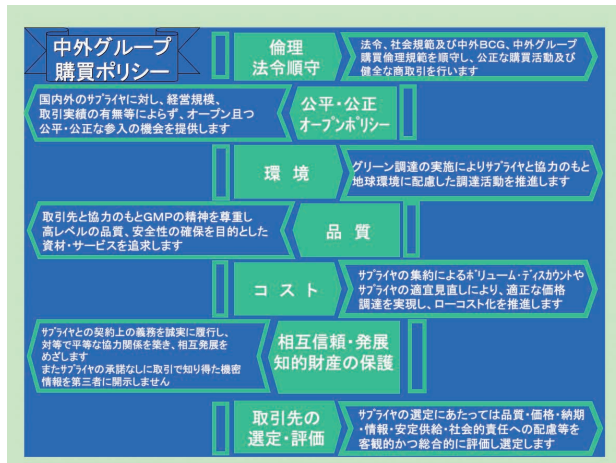 中外グループ
購買ポリシー
倫理
法令順守
法令、社会規範及び中外BCG、中外グループ
購買倫理規範を順守し、公正な購買活動及び
健全な商取引を行います
国内外のｻﾌﾟﾗｲﾔに対し、経営規模、
取引実績の有無等によらず、オープン且つ
公平・公正な参入の機会を提供します
公平・公正
オープンポリシー
環 境
グリーン調達の実施によりｻﾌﾟﾗｲﾔと協力のもと
地球環境に配慮した調達活動を推進します
取引先と協力のもとGMPの精神を尊重し
高レベルの品質、安全性の確保を目的とした
資材・サービスを追求します
品 質
コ ス ト
ｻﾌﾟﾗｲﾔの集約によるﾎﾞﾘｭｰﾑ・ﾃﾞｨｽｶｳﾝﾄや
ｻﾌﾟﾗｲﾔの適宜見直しにより、適正な価格
調達を実現し、ローコスト化を推進します
ｻﾌﾟﾗｲﾔとの契約上の義務を誠実に履行し、
対等で平等な協力関係を築き、相互発展を
めざします
またｻﾌﾟﾗｲﾔの承諾なしに取引で知り得た機密
情報を第三者に開示しません
相互信頼・発展
知的財産の保護
取引先の
選定・評価
ｻﾌﾟﾗｲﾔの選定にあたっては品質・価格・納期
・情報・安定供給・社会的責任への配慮等を
客観的かつ総合的に評価し選定します